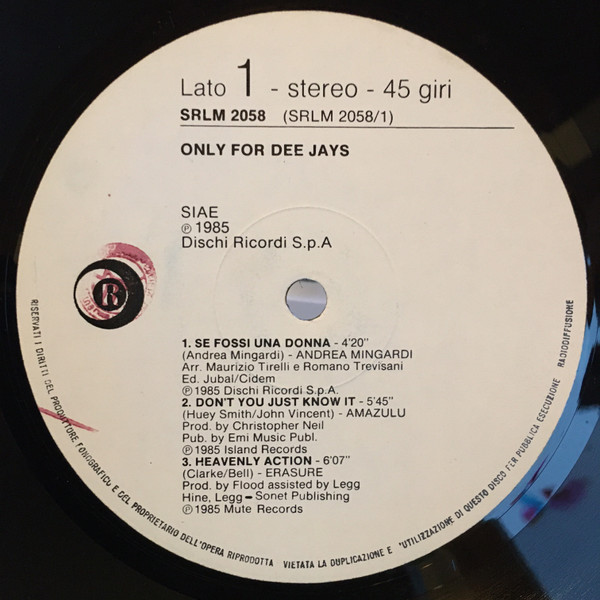 Lato 1 - stereo - 45 giri
SRLM 2058 (SRLM 2058/1)
ONLY FOR DEE JAYS
SIAE
℗ 1985
Dischi Ricordi S.p.A
R
1. SE FOSSI UNA DONNA - 4'20"
(Andrea Mingardi) - ANDREA MINGARDI
Arr. Maurizio Tirelli e Romano Trevisani
Ed. Jubal/Cidem
℗ 1985 Dischi Ricordi S.p.A.
2. DON'T YOU JUST KNOW IT - 5'45"
(Huey Smith/John Vincent) - AMAZULU
Prod. by Christopher Neil
Pub. by Emi Music Publ.
℗ 1985 Island Records
3. HEAVENLY ACTION - 6'07"
(Clarke/Bell) - ERASURE
Prod. by Flood assisted by Legg
Hine, Legg - Sonet Publishing
℗ 1985 Mute Records
RISERVATI I DIRITTI DEL PRODUTTORE FONOGRAFICO E DEL PROPRIETARIO DELL'OPERA RIPRODOTTA VIETATA LA DUPLICAZIONE E L'UTILIZZAZIONE DI QUESTO DISCO PER PUBBLICA ESECUZIONE RADIODIFFUSIONE